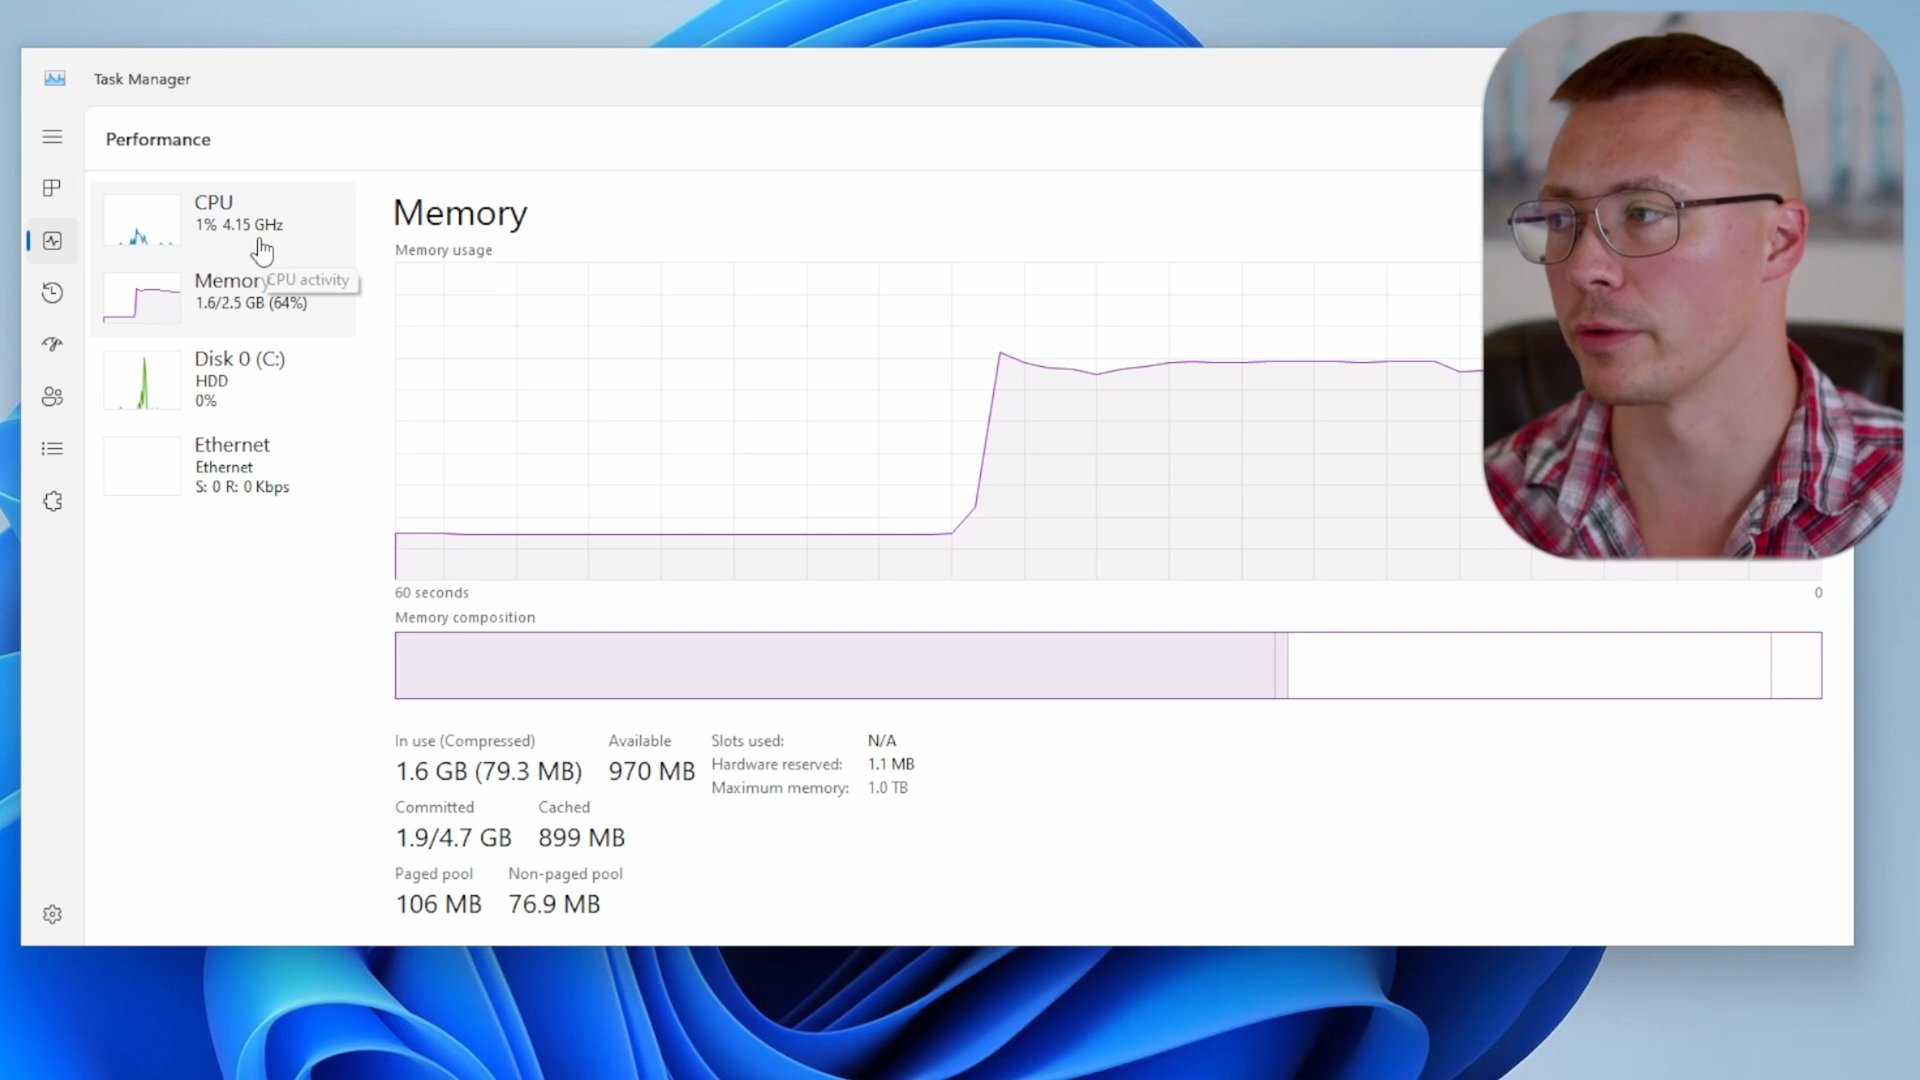 Task Manager
Performance
CPU
1% 4.15 GHz
Memory
CPU activity
1.6/2.5 GB (64%)
Disk 0 (C:)
HDD
0%
Ethernet
Ethernet
S: 0 R: 0 Kbps
Memory
Memory usage
60 seconds
0
Memory composition
In use (Compressed)
1.6 GB (79.3 MB)
Available
970 MB
Slots used: N/A
Hardware reserved: 1.1 MB
Maximum memory: 1.0 TB
Committed
1.9/4.7 GB
Cached
899 MB
Paged pool
106 MB
Non-paged pool
76.9 MB